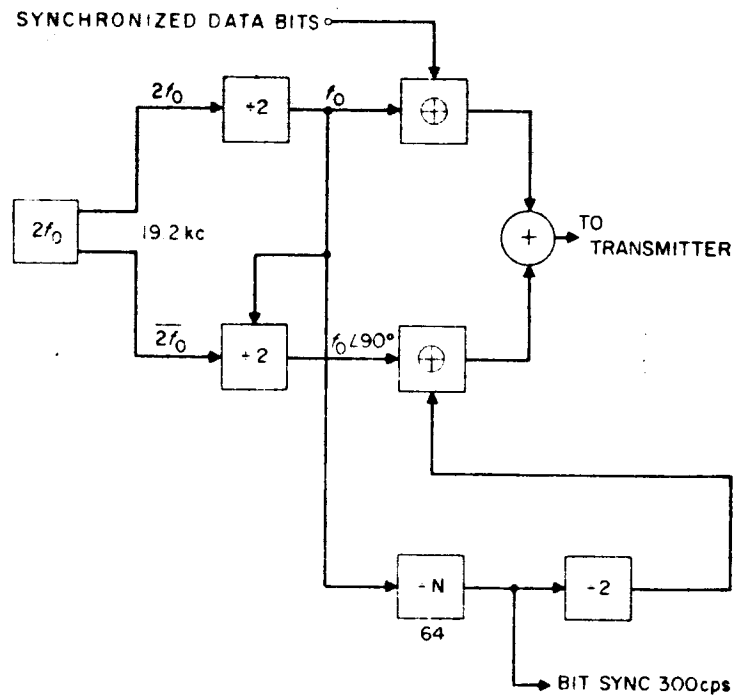 SYNCHRONIZED DATA BITS
2f₀
÷2
f₀
⊕
2f₀
19.2 kc
+
TO
TRANSMITTER
2f₀
÷2
f₀∠90°
⊕
÷N
64
÷2
BIT SYNC 300cps